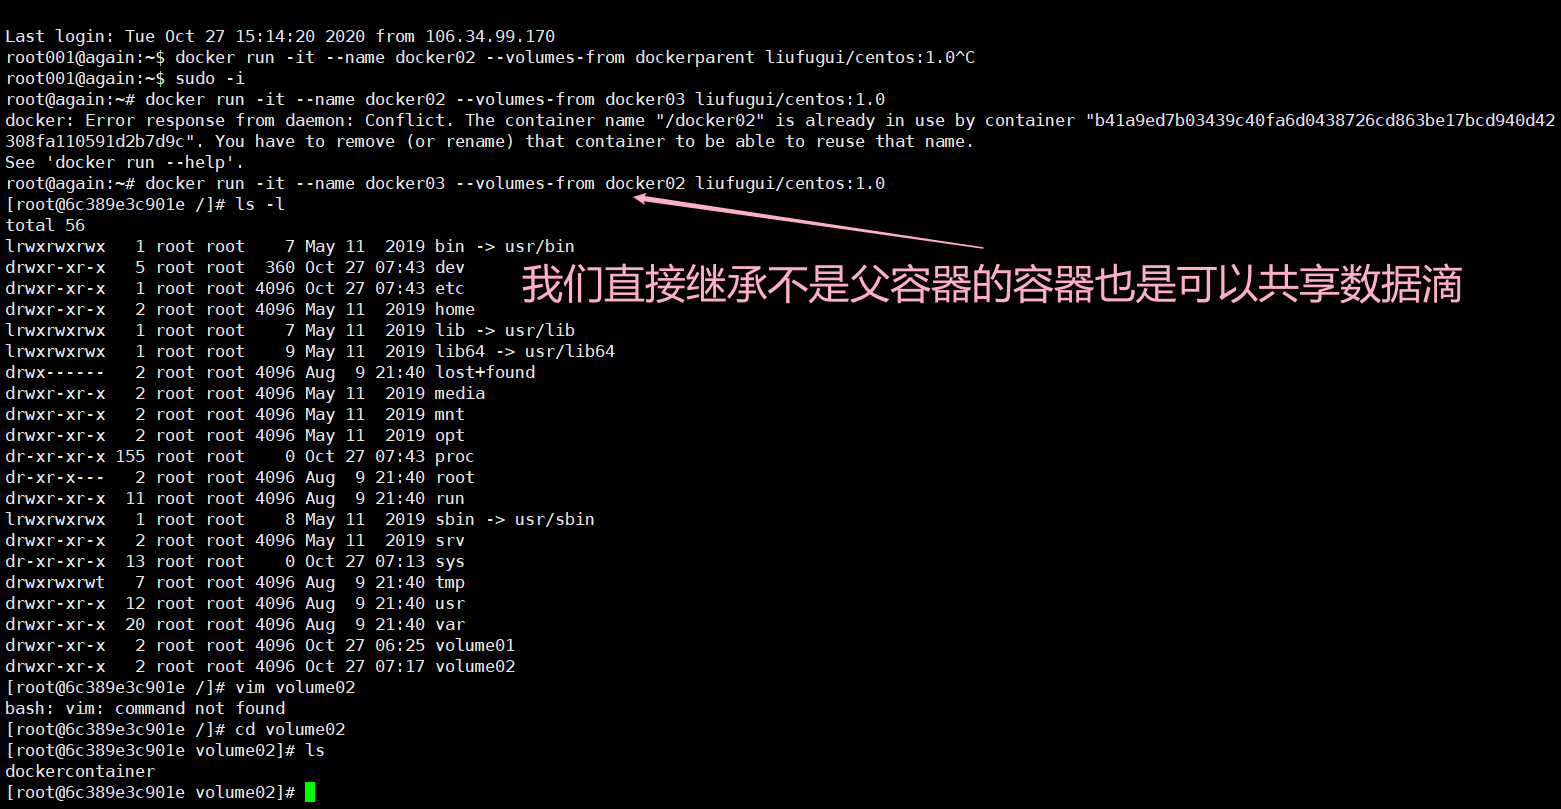 Last login: Tue Oct 27 15:14:20 2020 from 106.34.99.170
root001@again:~$ docker run -it --name docker02 --volumes-from dockerparent liufugui/centos:1.0^C
root001@again:~$ sudo -i
root@again:~# docker run -it --name docker02 --volumes-from docker03 liufugui/centos:1.0
docker: Error response from daemon: Conflict. The container name "/docker02" is already in use by container "b41a9ed7b03439c40fa6d0438726cd863be17bcd940d42
308fa110591d2b7d9c". You have to remove (or rename) that container to be able to reuse that name.
See 'docker run --help'.
root@again:~# docker run -it --name docker03 --volumes-from docker02 liufugui/centos:1.0
[root@6c389e3c901e /]# ls -l
total 56
lrwxrwxrwx   1 root root    7 May 11  2019 bin -> usr/bin
drwxr-xr-x   5 root root  360 Oct 27 07:43 dev
drwxr-xr-x   1 root root 4096 Oct 27 07:43 etc
我们直接继承不是父容器的容器也是可以共享数据滴
drwxr-xr-x   2 root root 4096 May 11  2019 home
lrwxrwxrwx   1 root root    7 May 11  2019 lib -> usr/lib
lrwxrwxrwx   1 root root    9 May 11  2019 lib64 -> usr/lib64
drwx------   2 root root 4096 Aug  9 21:40 lost+found
drwxr-xr-x   2 root root 4096 May 11  2019 media
drwxr-xr-x   2 root root 4096 May 11  2019 mnt
drwxr-xr-x   2 root root 4096 May 11  2019 opt
dr-xr-xr-x 155 root root    0 Oct 27 07:43 proc
dr-xr-x---   2 root root 4096 Aug  9 21:40 root
drwxr-xr-x  11 root root 4096 Aug  9 21:40 run
lrwxrwxrwx   1 root root    8 May 11  2019 sbin -> usr/sbin
drwxr-xr-x   2 root root 4096 May 11  2019 srv
dr-xr-xr-x  13 root root    0 Oct 27 07:13 sys
drwxrwxrwt   7 root root 4096 Aug  9 21:40 tmp
drwxr-xr-x  12 root root 4096 Aug  9 21:40 usr
drwxr-xr-x  20 root root 4096 Aug  9 21:40 var
drwxr-xr-x   2 root root 4096 Oct 27 06:25 volume01
drwxr-xr-x   2 root root 4096 Oct 27 07:17 volume02
[root@6c389e3c901e /]# vim volume02
bash: vim: command not found
[root@6c389e3c901e /]# cd volume02
[root@6c389e3c901e volume02]# ls
dockercontainer
[root@6c389e3c901e volume02]#